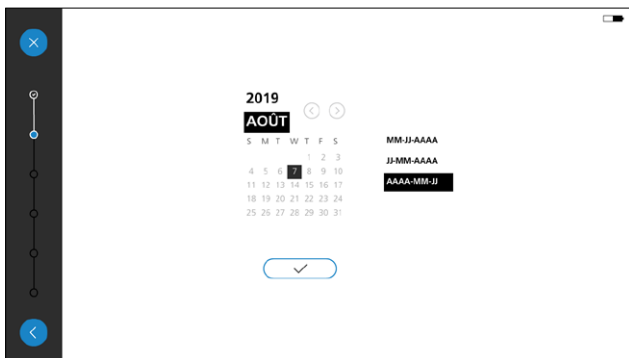 2019
AOÛT
S M T W T F S
1 2 3
4 5 6 7 8 9 10
11 12 13 14 15 16 17
18 19 20 21 22 23 24
25 26 27 28 29 30 31
MM-JJ-AAAA
JJ-MM-AAAA
AAAA-MM-JJ